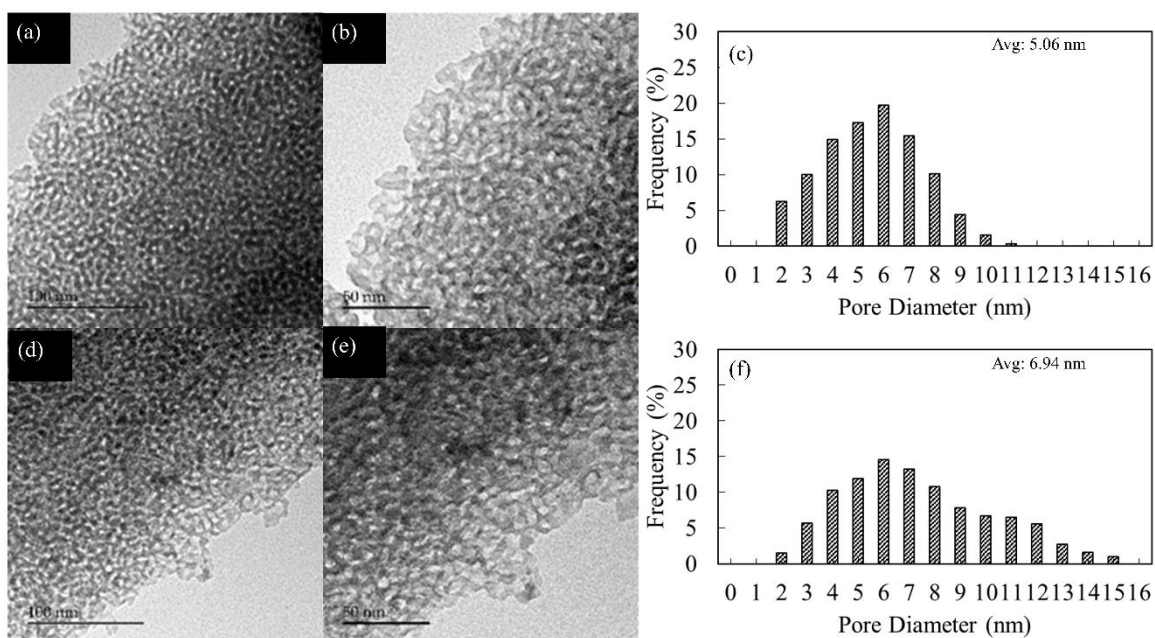 (a)
100 nm
(b)
50 nm
(c)
Avg: 5.06 nm
Frequency (%)
30
25
20
15
10
5
0
0 1 2 3 4 5 6 7 8 9 10 11 12 13 14 15 16
Pore Diameter (nm)
(d)
100 nm
(e)
50 nm
(f)
Avg: 6.94 nm
Frequency (%)
30
25
20
15
10
5
0
0 1 2 3 4 5 6 7 8 9 10 11 12 13 14 15 16
Pore Diameter (nm)